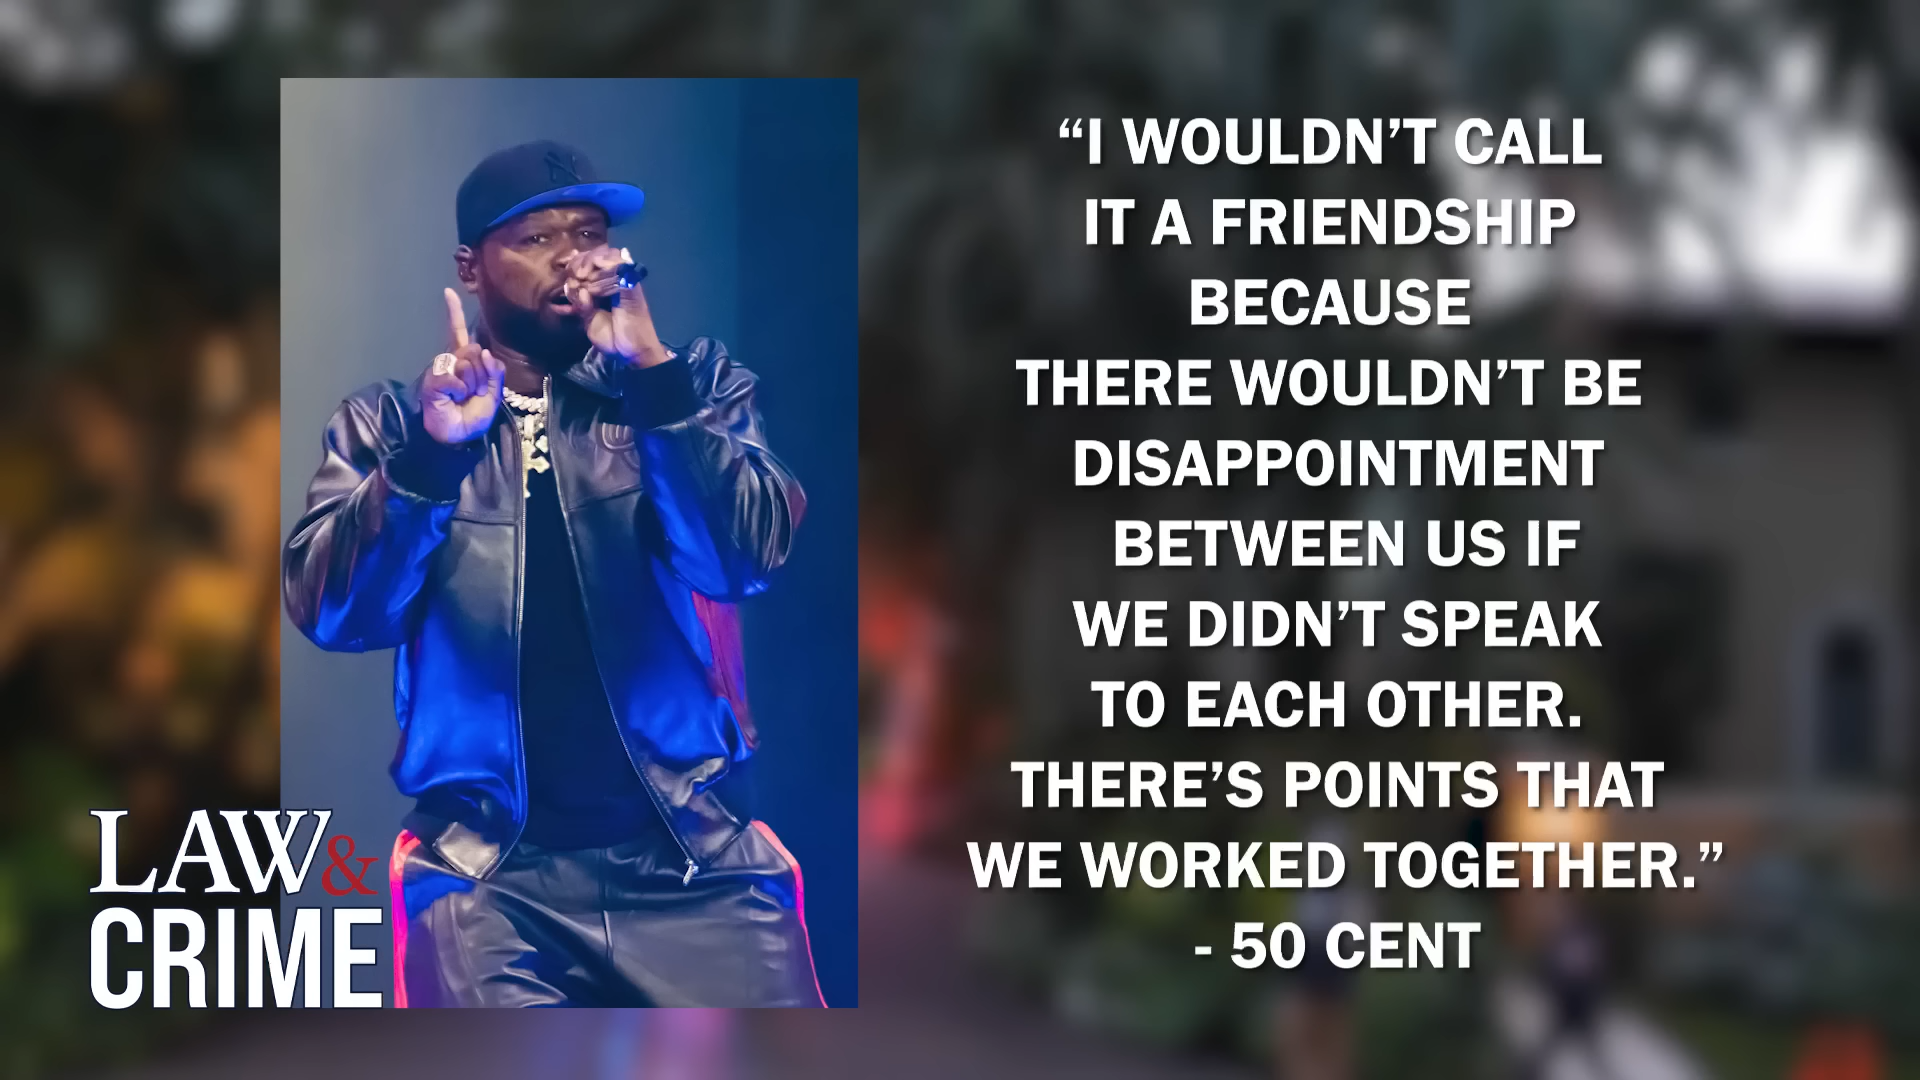 “I WOULDN’T CALL
IT A FRIENDSHIP
BECAUSE
THERE WOULDN’T BE
DISAPPOINTMENT
BETWEEN US IF
WE DIDN’T SPEAK
TO EACH OTHER.
THERE’S POINTS THAT
WE WORKED TOGETHER.”
- 50 CENT
LAW&
CRIME